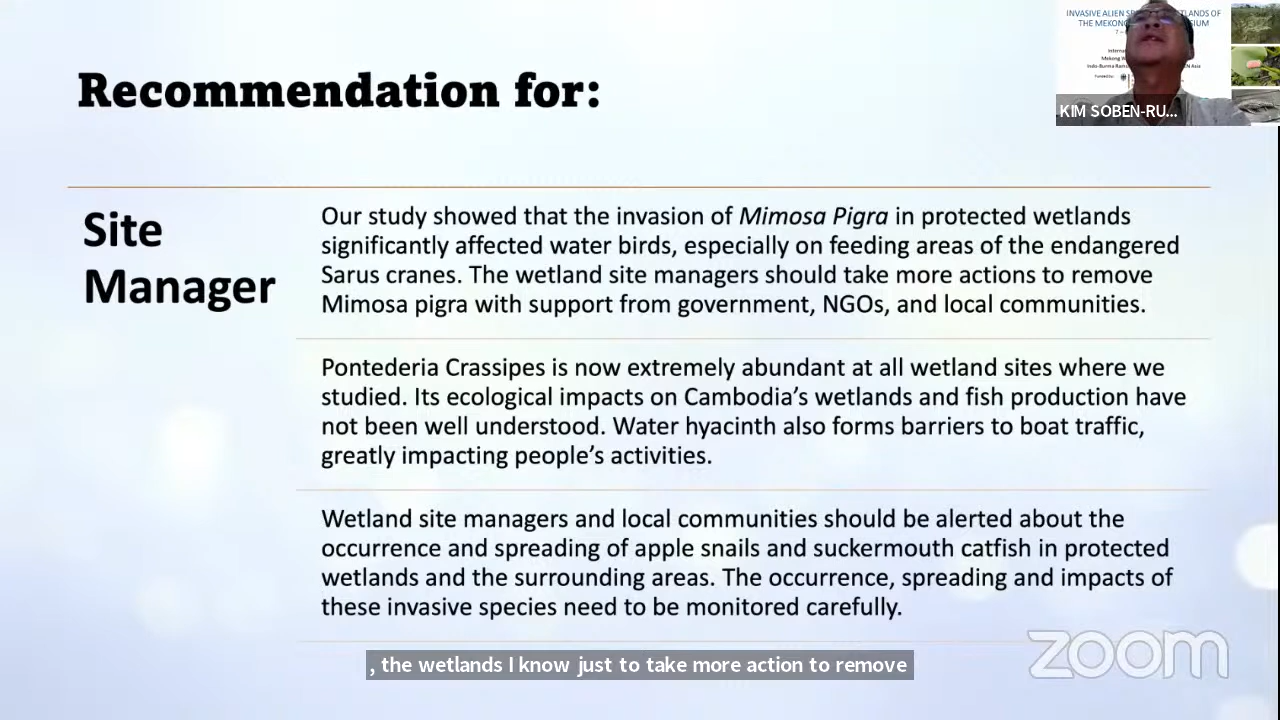 Recommendation for:
INVASIVE ALIEN
TLANDS OF
THE MEKONG
KIM SOBEN-RU...
Site
Manager
Our study showed that the invasion of Mimosa Pigra in protected wetlands
significantly affected water birds, especially on feeding areas of the endangered
Sarus cranes. The wetland site managers should take more actions to remove
Mimosa pigra with support from government, NGOs, and local communities.
Pontederia Crassipes is now extremely abundant at all wetland sites where we
studied. Its ecological impacts on Cambodia’s wetlands and fish production have
not been well understood. Water hyacinth also forms barriers to boat traffic,
greatly impacting people’s activities.
Wetland site managers and local communities should be alerted about the
occurrence and spreading of apple snails and suckermouth catfish in protected
wetlands and the surrounding areas. The occurrence, spreading and impacts of
these invasive species need to be monitored carefully.
, the wetlands I know just to take more action to remove
zoom